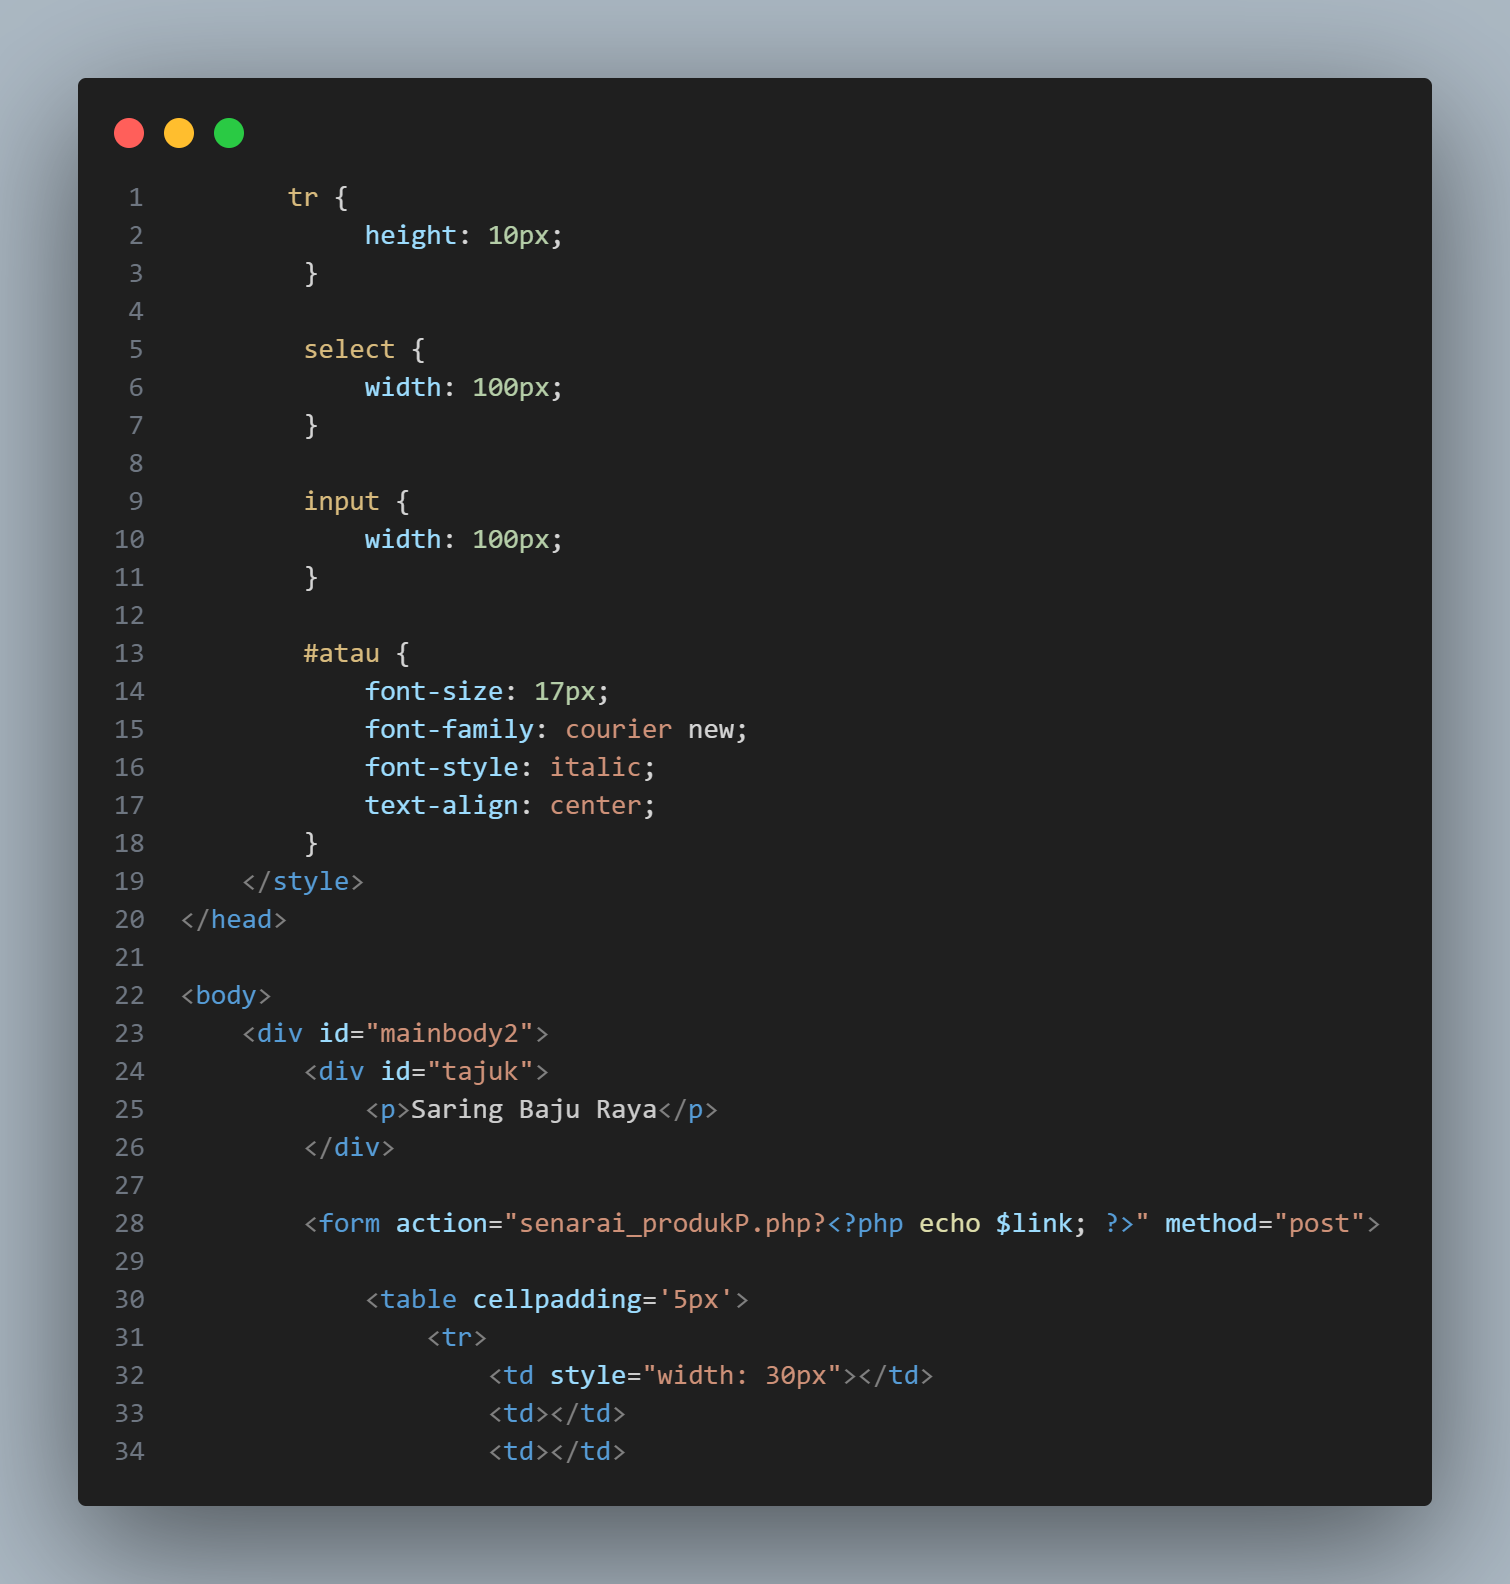 1        tr {
2             height: 10px;
3         }
4
5         select {
6             width: 100px;
7         }
8
9         input {
10             width: 100px;
11         }
12
13         #atau {
14             font-size: 17px;
15             font-family: courier new;
16             font-style: italic;
17             text-align: center;
18         }
19     </style>
20 </head>
21
22 <body>
23     <div id="mainbody2">
24         <div id="tajuk">
25             <p>Saring Baju Raya</p>
26         </div>
27
28         <form action="senarai_produkP.php?<?php echo $link; ?>" method="post">
29
30             <table cellpadding='5px'>
31                 <tr>
32                     <td style="width: 30px"></td>
33                     <td></td>
34                     <td></td>